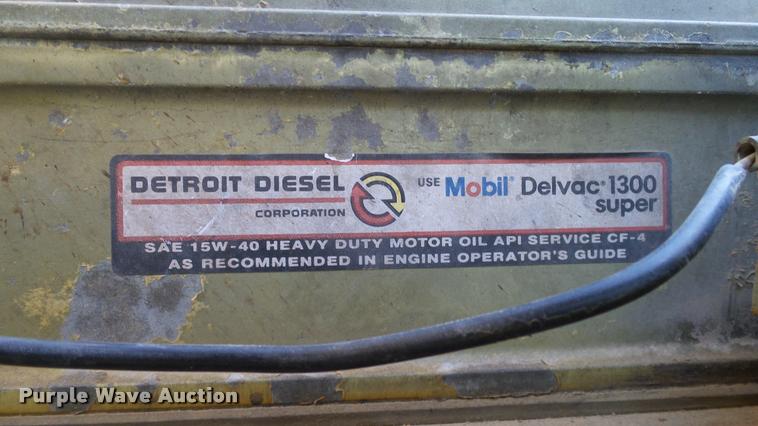 DETROIT DIESEL
CORPORATION
USE Mobil® Delvac® 1300
super
SAE 15W-40 HEAVY DUTY MOTOR OIL API SERVICE CF-4
AS RECOMMENDED IN ENGINE OPERATOR'S GUIDE
Purple Wave Auction